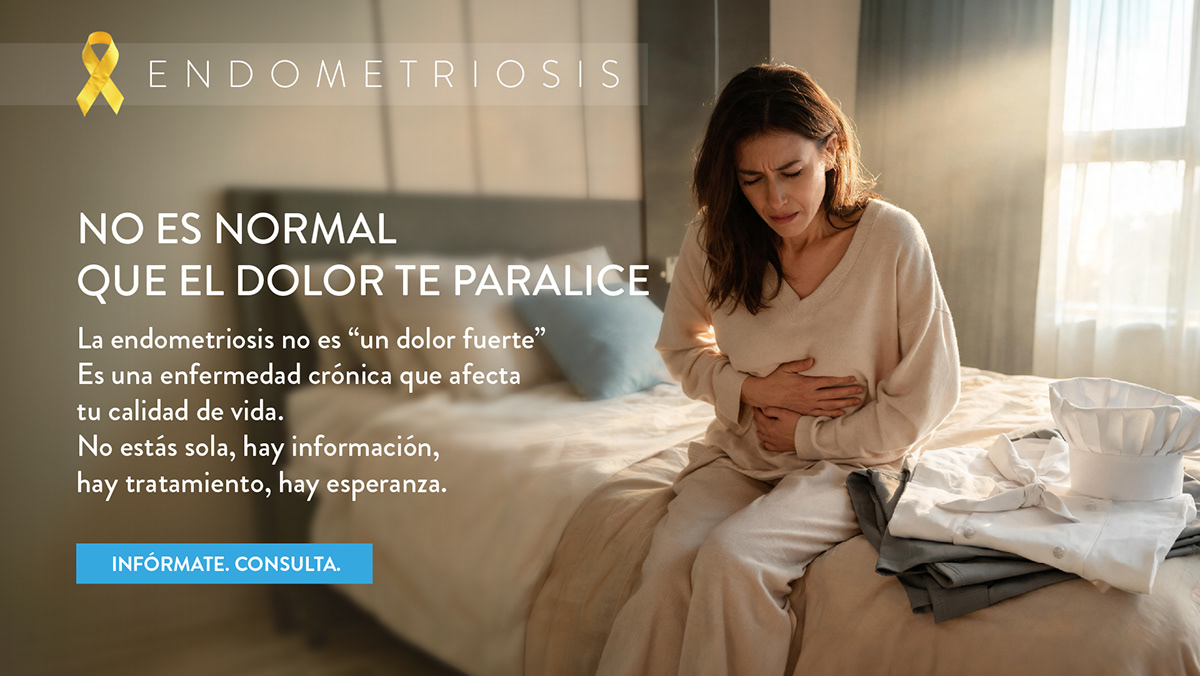 ENDOMETRIOSIS
NO ES NORMAL
QUE EL DOLOR TE PARALICE
La endometriosis no es “un dolor fuerte”
Es una enfermedad crónica que afecta
tu calidad de vida.
No estás sola, hay información,
hay tratamiento, hay esperanza.
INFÓRMATE. CONSULTA.